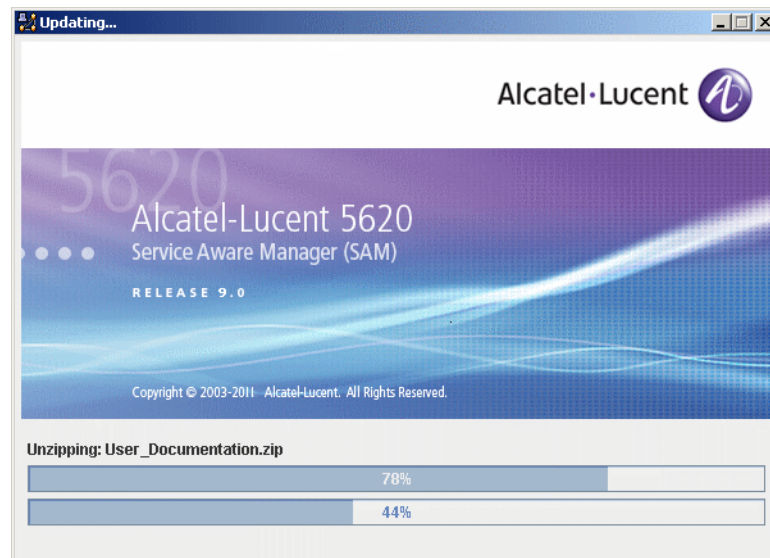 Updating...
Alcatel·Lucent
5620
Alcatel-Lucent 5620
Service Aware Manager (SAM)
RELEASE 9.0
Copyright © 2003-2011 Alcatel-Lucent. All Rights Reserved.
Unzipping: User_Documentation.zip
78%
44%